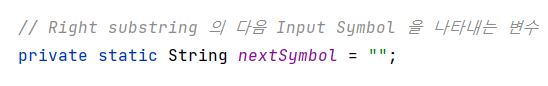 // Right substring 의 다음 Input Symbol 을 나타내는 변수
private static String nextSymbol = "";